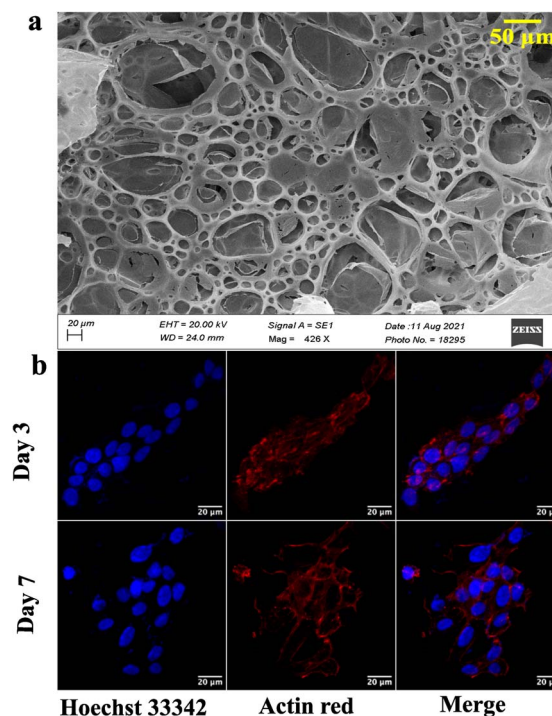 a
50 µm
20 µm
EHT = 20.00 kV
Signal A = SE1
Date :11 Aug 2021
ZEISS
WD = 24.0 mm
Mag = 426 X
Photo No. = 18295
b
Day 3
20 µm
20 µm
20 µm
Day 7
20 µm
20 µm
20 µm
Hoechst 33342
Actin red
Merge